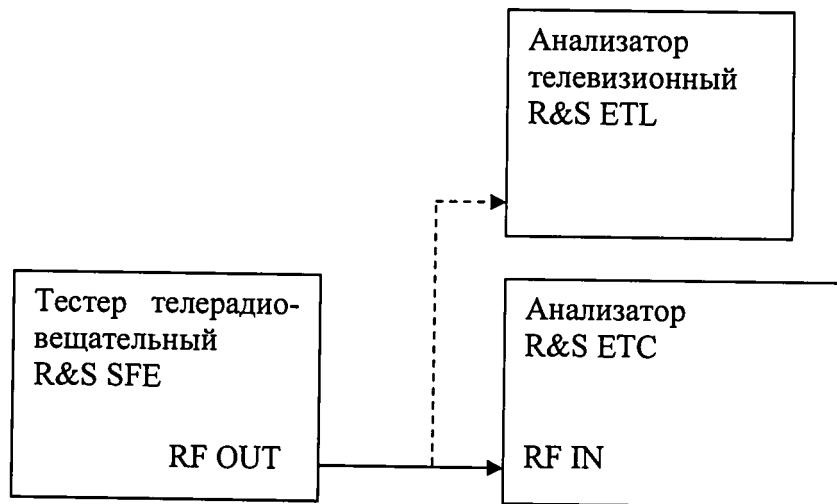 Анализатор
телевизионный
R&S ETL
Тестер телерадио-
вещательный
R&S SFE
RF OUT
Анализатор
R&S ETC
RF IN